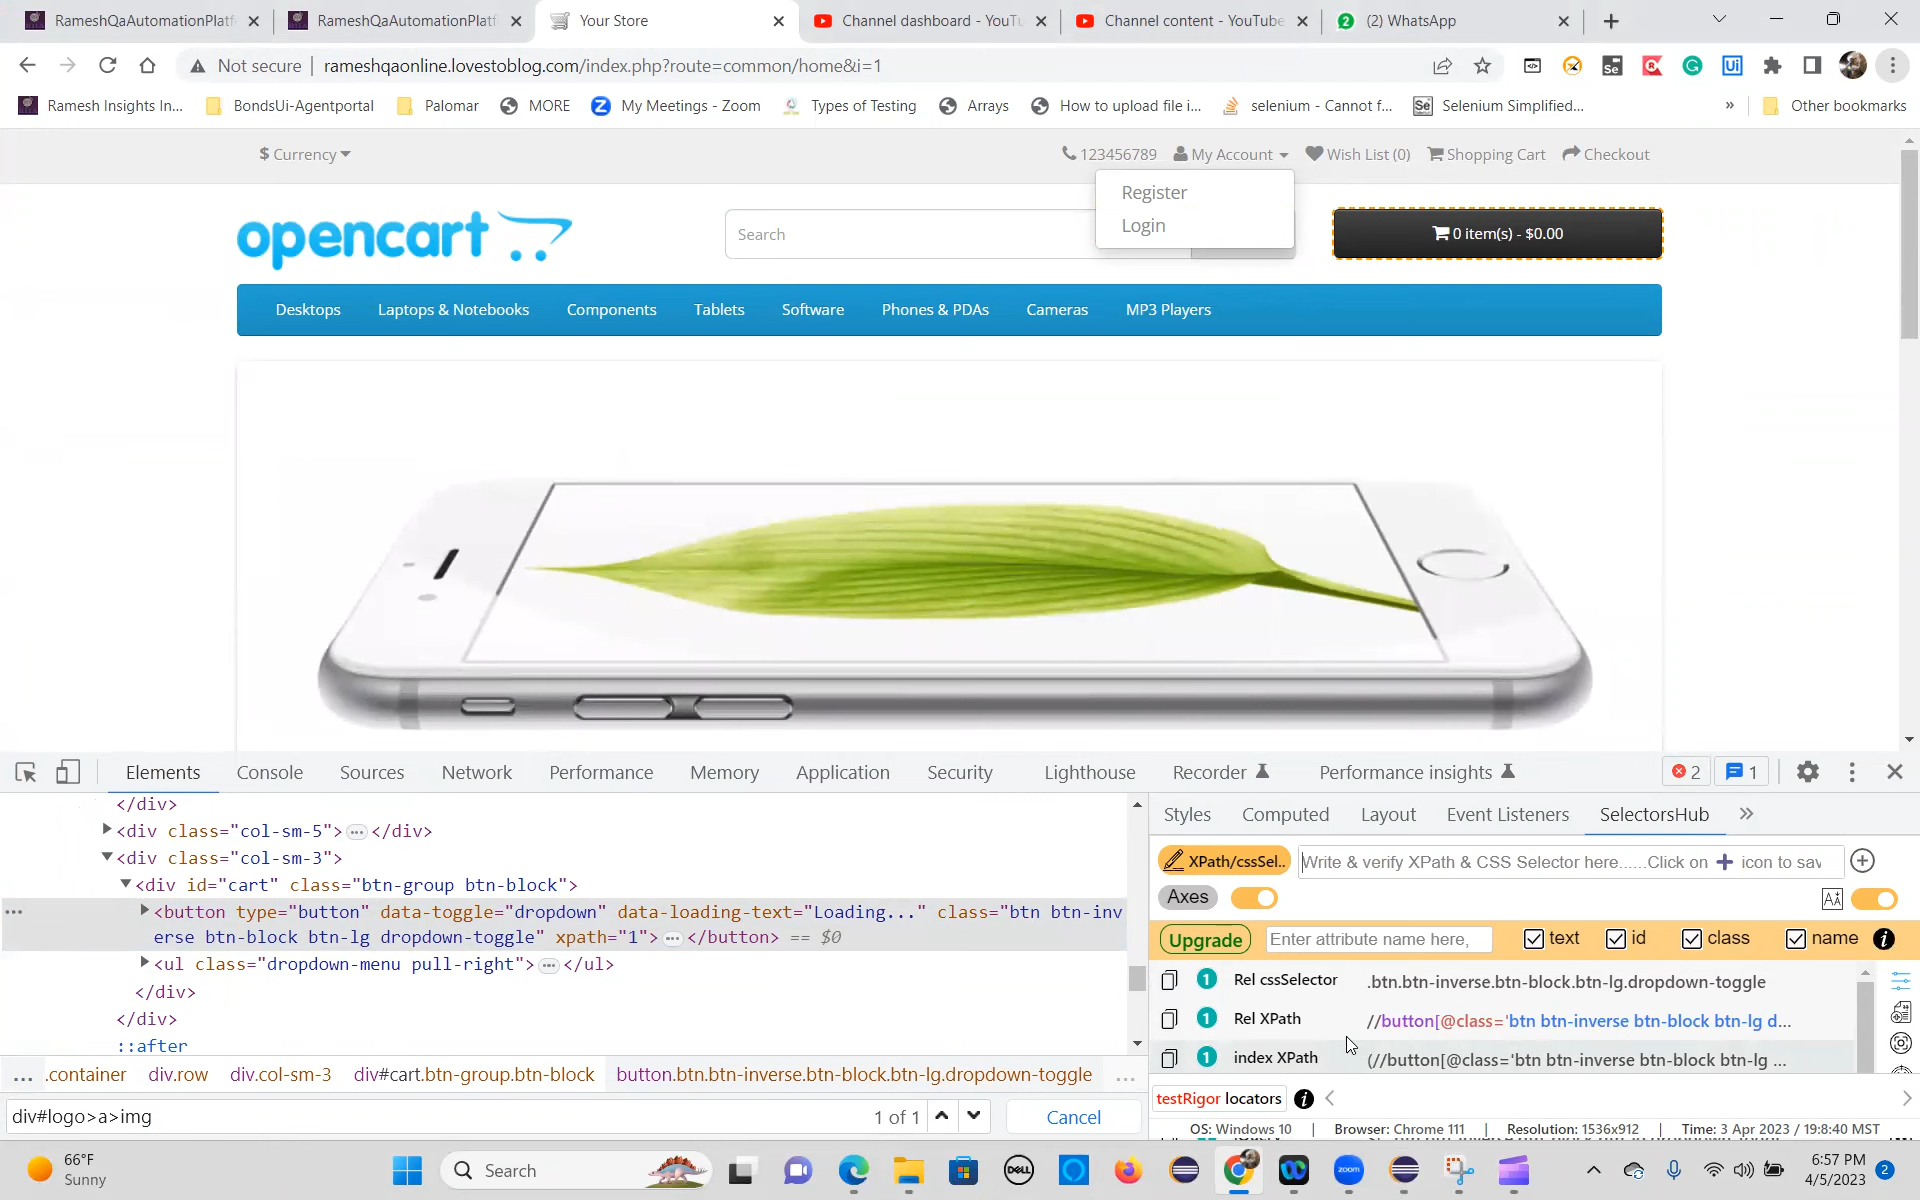 RameshQaAutomationPlatf
RameshQaAutomationPlatf
Your Store
Channel dashboard - YouTu
Channel content - YouTube
(2) WhatsApp
Not secure
rameshqaonline.lovestoblog.com/index.php?route=common/home&i=1
Ramesh Insights In...
BondsUi-Agentportal
Palomar
MORE
My Meetings - Zoom
Types of Testing
Arrays
How to upload file i...
selenium - Cannot f...
Selenium Simplified...
»
Other bookmarks
$ Currency
123456789
My Account
Wish List (0)
Shopping Cart
Checkout
Register
Login
opencart
Search
0 item(s) - $0.00
Desktops
Laptops & Notebooks
Components
Tablets
Software
Phones & PDAs
Cameras
MP3 Players
Elements
Console
Sources
Network
Performance
Memory
Application
Security
Lighthouse
Recorder
Performance insights
2
1
</div>
<div class="col-sm-5"> … </div>
<div class="col-sm-3">
<div id="cart" class="btn-group btn-block">
<button type="button" data-toggle="dropdown" data-loading-text="Loading..." class="btn btn-inv
erse btn-block btn-lg dropdown-toggle" xpath="1"> … </button> == $0
<ul class="dropdown-menu pull-right"> … </ul>
</div>
</div>
::after
... .container div.row div.col-sm-3 div#cart.btn-group.btn-block button.btn.btn-inverse.btn-block.btn-lg.dropdown-toggle ...
div#logo>a>img
1 of 1
Cancel
Styles
Computed
Layout
Event Listeners
SelectorsHub
»
XPath/cssSel..
Write & verify XPath & CSS Selector here......Click on + icon to sav
Axes
Upgrade
Enter attribute name here,
text
id
class
name
1 Rel cssSelector .btn.btn-inverse.btn-block.btn-lg.dropdown-toggle
1 Rel XPath //button[@class='btn btn-inverse btn-block btn-lg d...
1 index XPath (//button[@class='btn btn-inverse btn-block btn-lg ...
testRigor locators
OS: Windows 10 | Browser: Chrome 111 | Resolution: 1536x912 | Time: 3 Apr 2023 / 19:8:40 MST
66°F
Sunny
Search
DELL
zoom
6:57 PM
4/5/2023
2